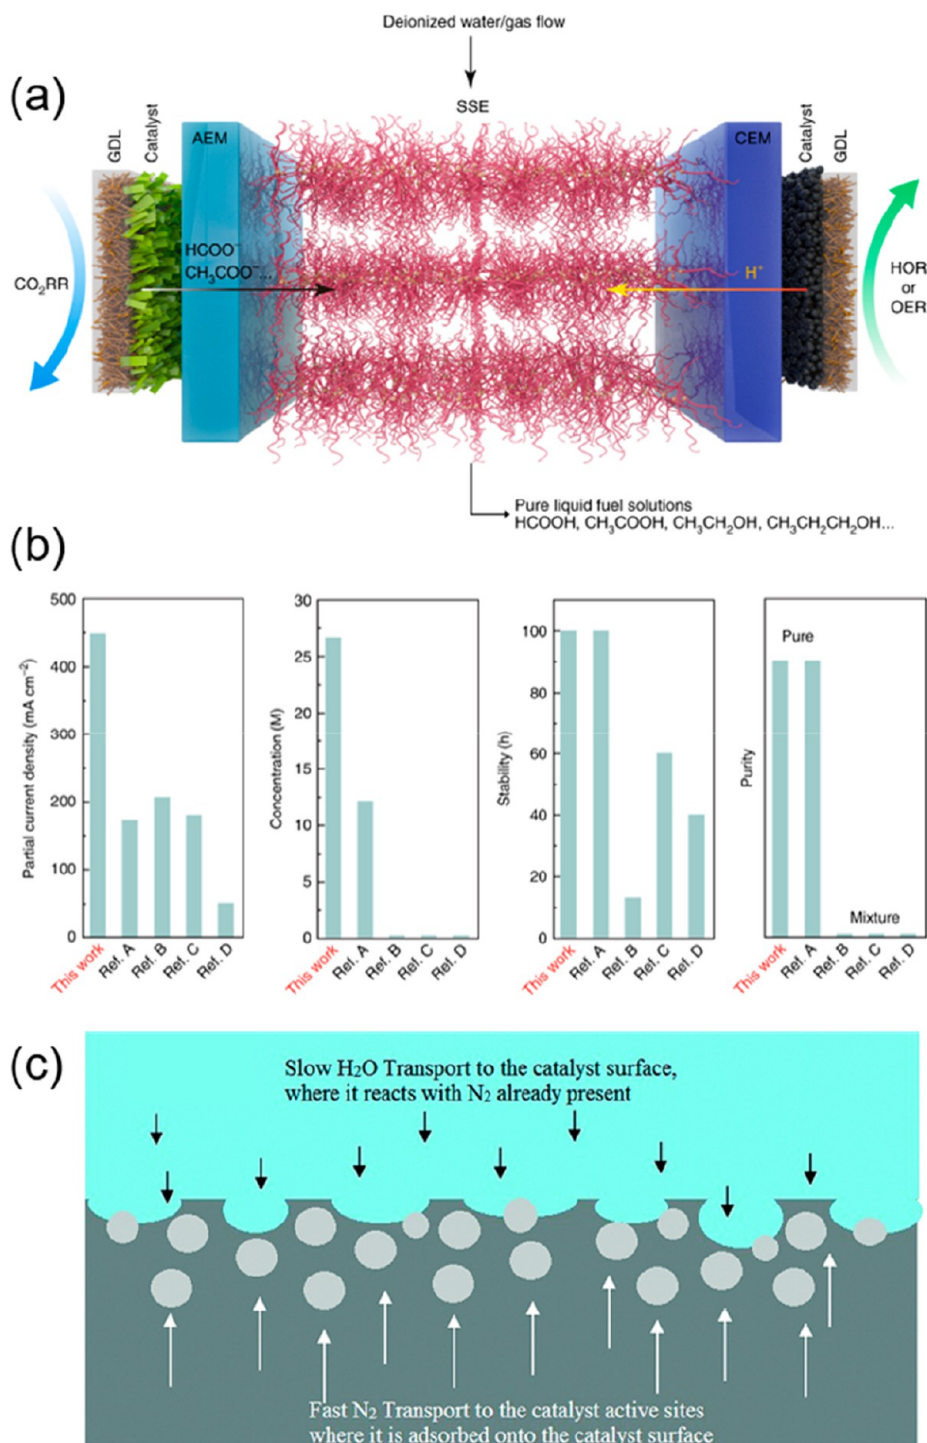 (a)
Deionized water/gas flow
SSE
GDL
Catalyst
AEM
CEM
Catalyst
GDL
HCOO⁻
CH₃COO⁻...
H⁺
CO₂RR
HOR
or
OER
Pure liquid fuel solutions
HCOOH, CH₃COOH, CH₃CH₂OH, CH₃CH₂CH₂OH...
(b)
Partial current density (mA cm⁻²)
500
400
300
200
100
0
This work
Ref. A
Ref. B
Ref. C
Ref. D
Concentration (M)
30
25
20
15
10
5
0
This work
Ref. A
Ref. B
Ref. C
Ref. D
Stability (h)
100
80
60
40
20
0
This work
Ref. A
Ref. B
Ref. C
Ref. D
Purity
Pure
Mixture
This work
Ref. A
Ref. B
Ref. C
Ref. D
(c)
Slow H₂O Transport to the catalyst surface,
where it reacts with N₂ already present
Fast N₂ Transport to the catalyst active sites
where it is adsorbed onto the catalyst surface